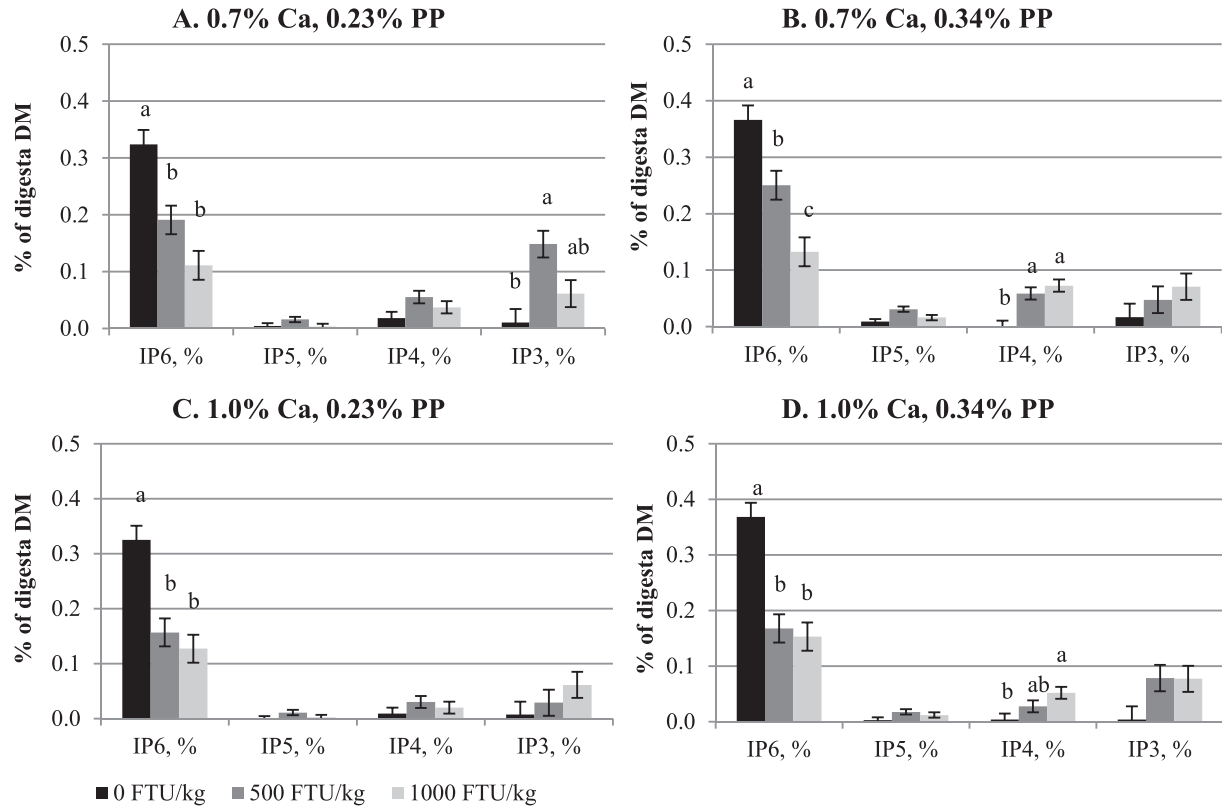 A. 0.7% Ca, 0.23% PP
% of digesta DM
0.5
0.4
0.3
0.2
0.1
0.0
a
b
b
b
a
ab
IP6, %
IP5, %
IP4, %
IP3, %
B. 0.7% Ca, 0.34% PP
% of digesta DM
0.5
0.4
0.3
0.2
0.1
0.0
a
b
c
b
a
a
IP6, %
IP5, %
IP4, %
IP3, %
C. 1.0% Ca, 0.23% PP
% of digesta DM
0.5
0.4
0.3
0.2
0.1
0.0
a
b
b
IP6, %
IP5, %
IP4, %
IP3, %
D. 1.0% Ca, 0.34% PP
% of digesta DM
0.5
0.4
0.3
0.2
0.1
0.0
a
b
b
b
ab
a
IP6, %
IP5, %
IP4, %
IP3, %
0 FTU/kg 500 FTU/kg 1000 FTU/kg